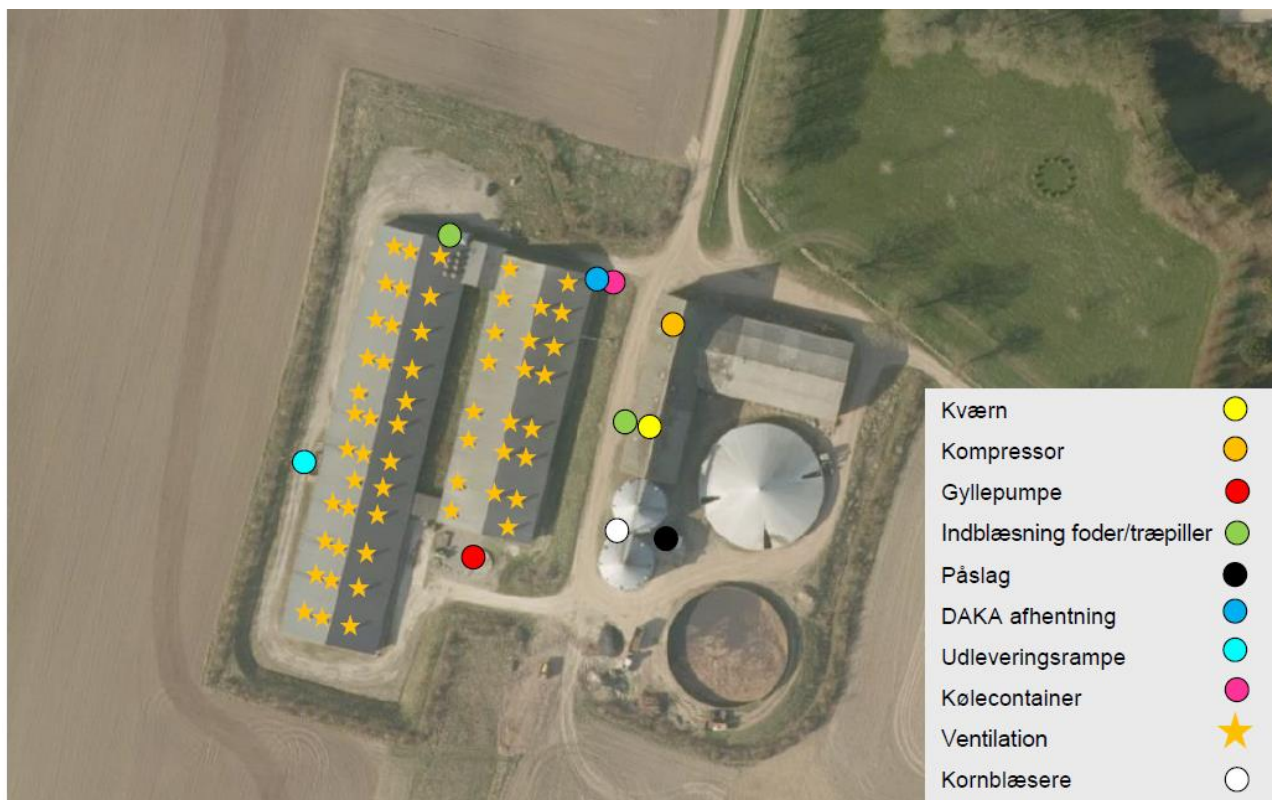 Kværn
Kompressor
Gyllepumpe
Indblæsning foder/træpiller
Påslag
DAKA afhentning
Udleveringsrampe
Kølecontainer
Ventilation
Kornblæsere